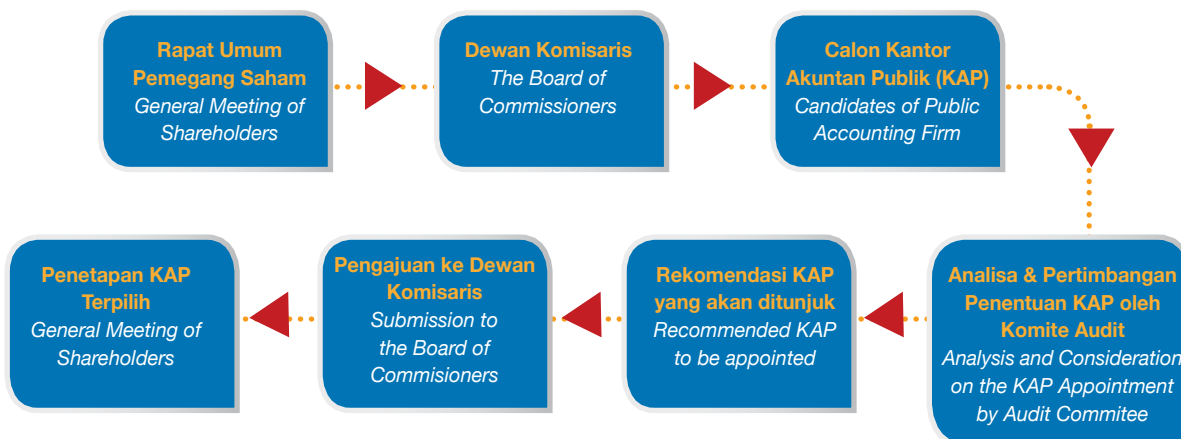 Rapat Umum
Pemegang Saham
General Meeting of
Shareholders
Dewan Komisaris
The Board of
Commissioners
Calon Kantor
Akuntan Publik (KAP)
Candidates of Public
Accounting Firm
Analisa & Pertimbangan
Penentuan KAP oleh
Komite Audit
Analysis and Consideration
on the KAP Appointment
by Audit Commitee
Rekomendasi KAP
yang akan ditunjuk
Recommended KAP
to be appointed
Pengajuan ke Dewan
Komisaris
Submission to
the Board of
Commisioners
Penetapan KAP
Terpilih
General Meeting of
Shareholders